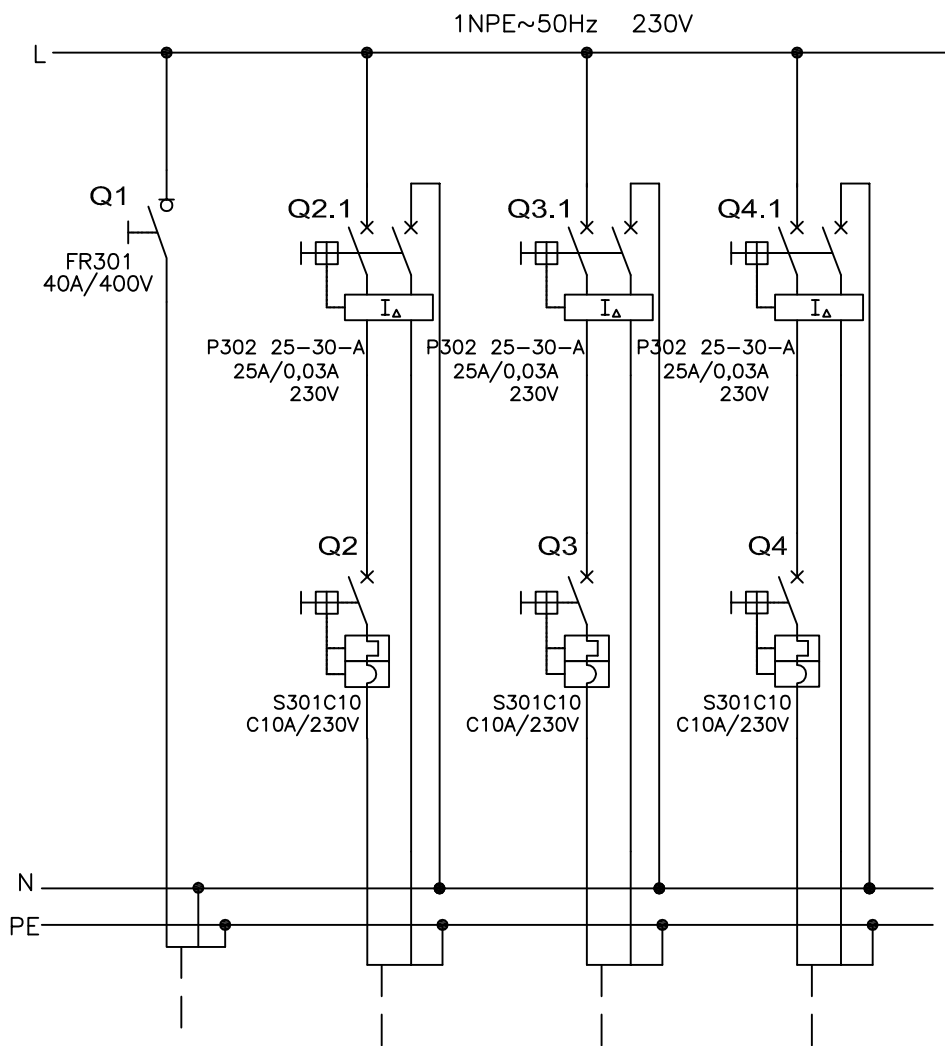 1NPE~50Hz 230V
L
Q1
FR301
40A/400V
Q2.1
I∆
P302 25-30-A
25A/0,03A
230V
Q3.1
I∆
P302 25-30-A
25A/0,03A
230V
Q4.1
I∆
P302 25-30-A
25A/0,03A
230V
Q2
S301C10
C10A/230V
Q3
S301C10
C10A/230V
Q4
S301C10
C10A/230V
N
PE